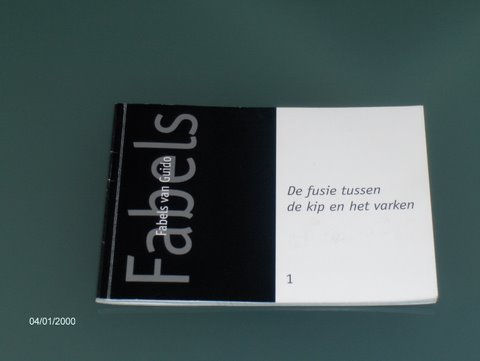 Fabels
Fabels van Guido
De fusie tussen
de kip en het varken
1
04/01/2000